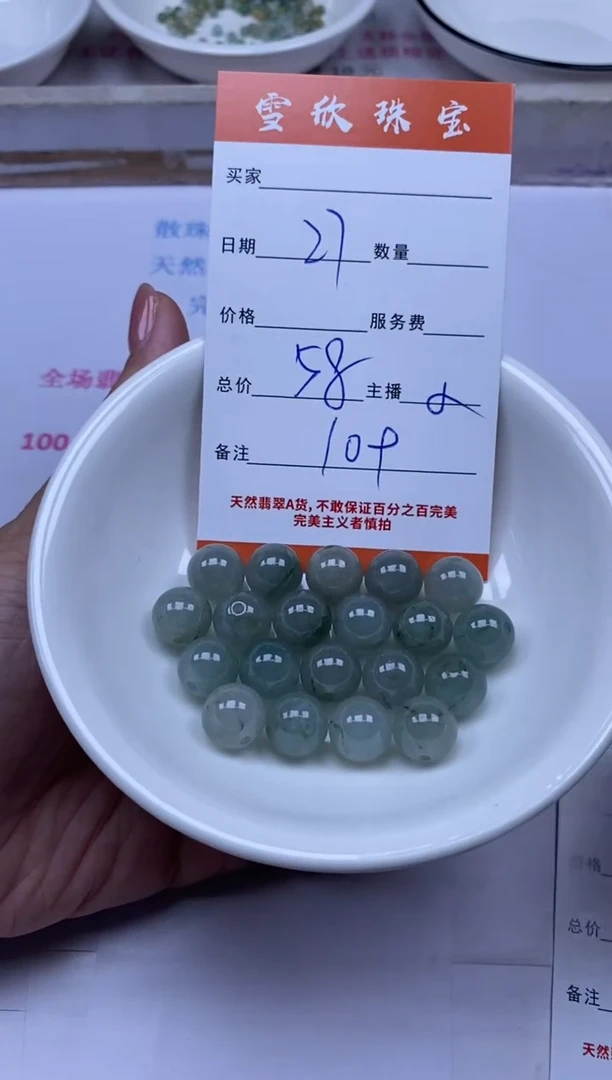 雪欣珠宝
买家
日期 27 数量
价格 服务费
总价 58 主播
备注
天然翡翠A货,不敢保证百分之百完美
完美主义者慎拍
散珠
天然
完
全场翡
100
价格
总价
备注
天然